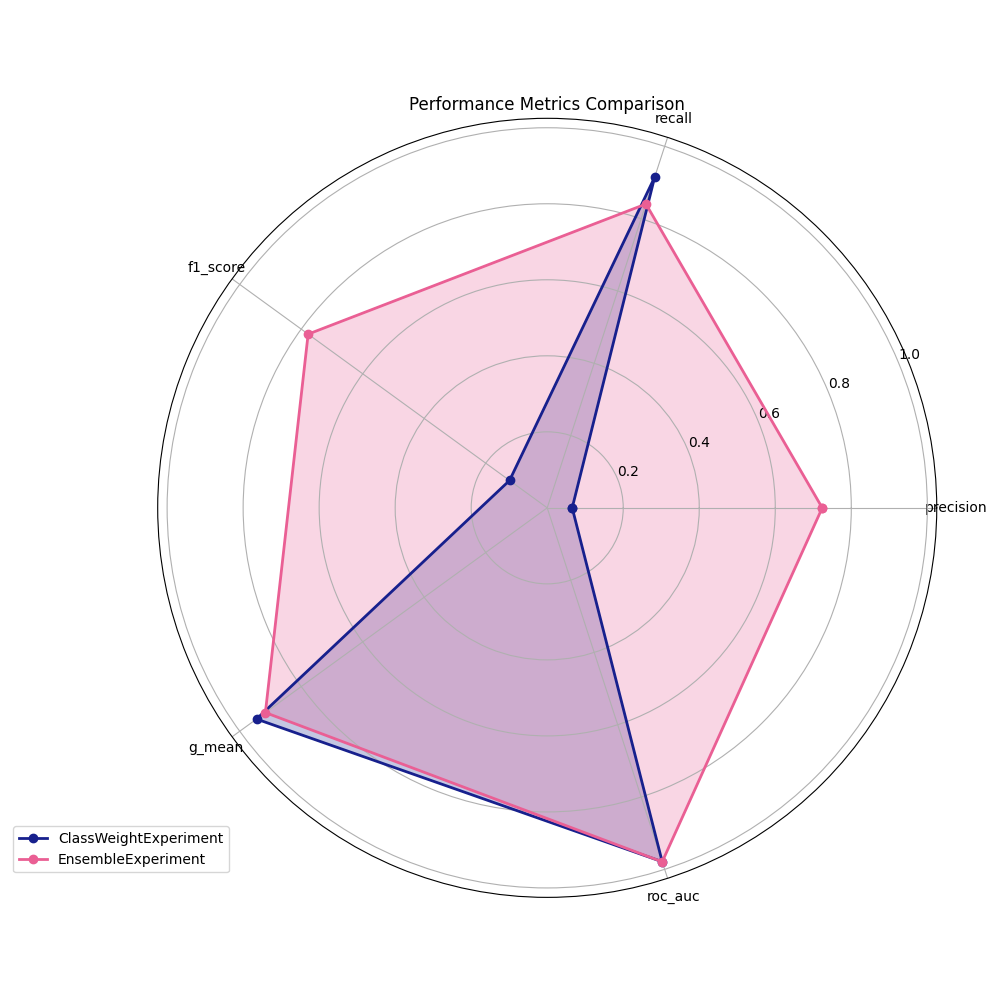 Performance Metrics Comparison
recall
f1_score
1.0
0.8
0.6
0.4
0.2
precision
g_mean
roc_auc
ClassWeightExperiment
EnsembleExperiment